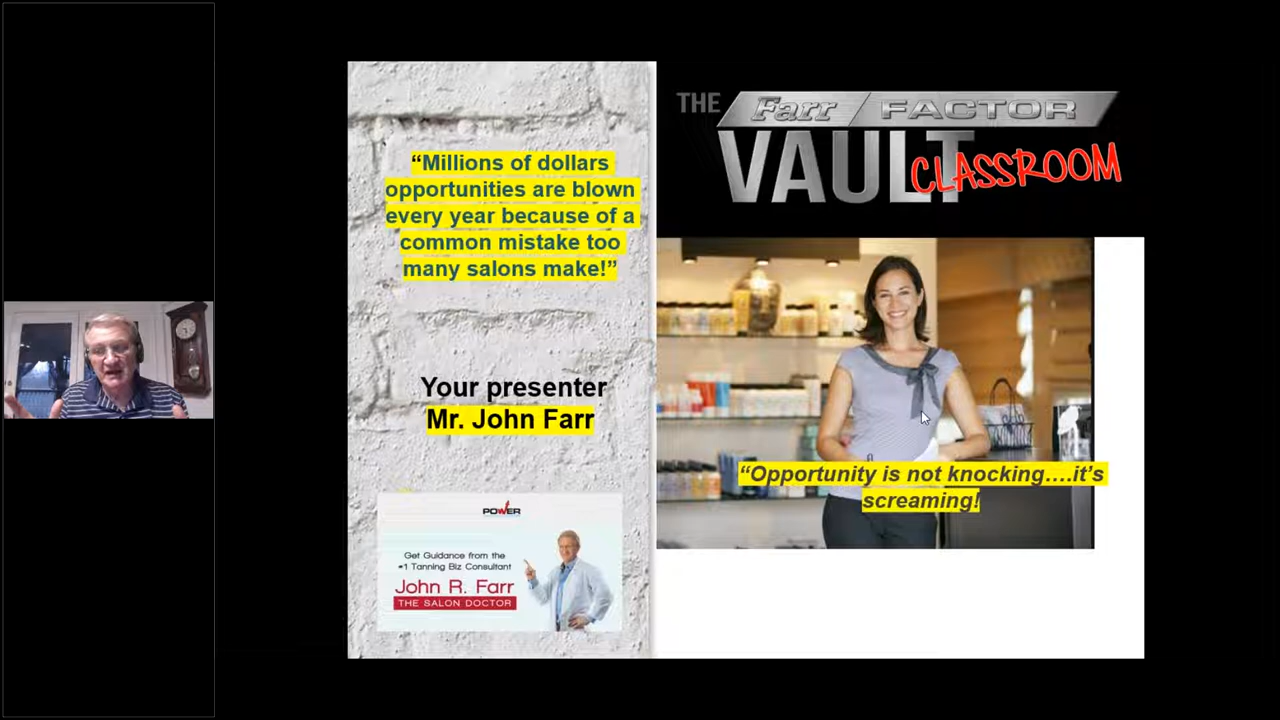 “Millions of dollars
opportunities are blown
every year because of a
common mistake too
many salons make!”
Your presenter
Mr. John Farr
POWER
Get Guidance from the
#1 Tanning Biz Consultant
John R. Farr
THE SALON DOCTOR
THE Farr FACTOR
VAULT
CLASSROOM
“Opportunity is not knocking....it’s
screaming!